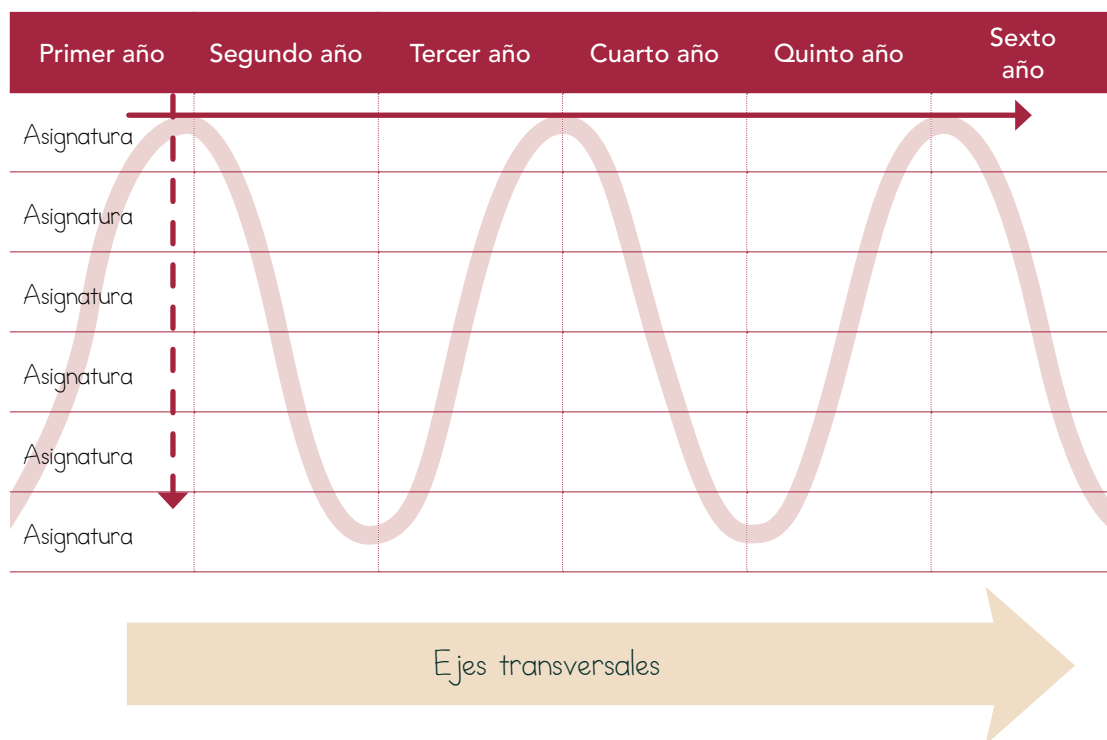 Primer año Segundo año Tercer año Cuarto año Quinto año Sexto
año
Asignatura
Asignatura
Asignatura
Asignatura
Asignatura
Asignatura
Ejes transversales